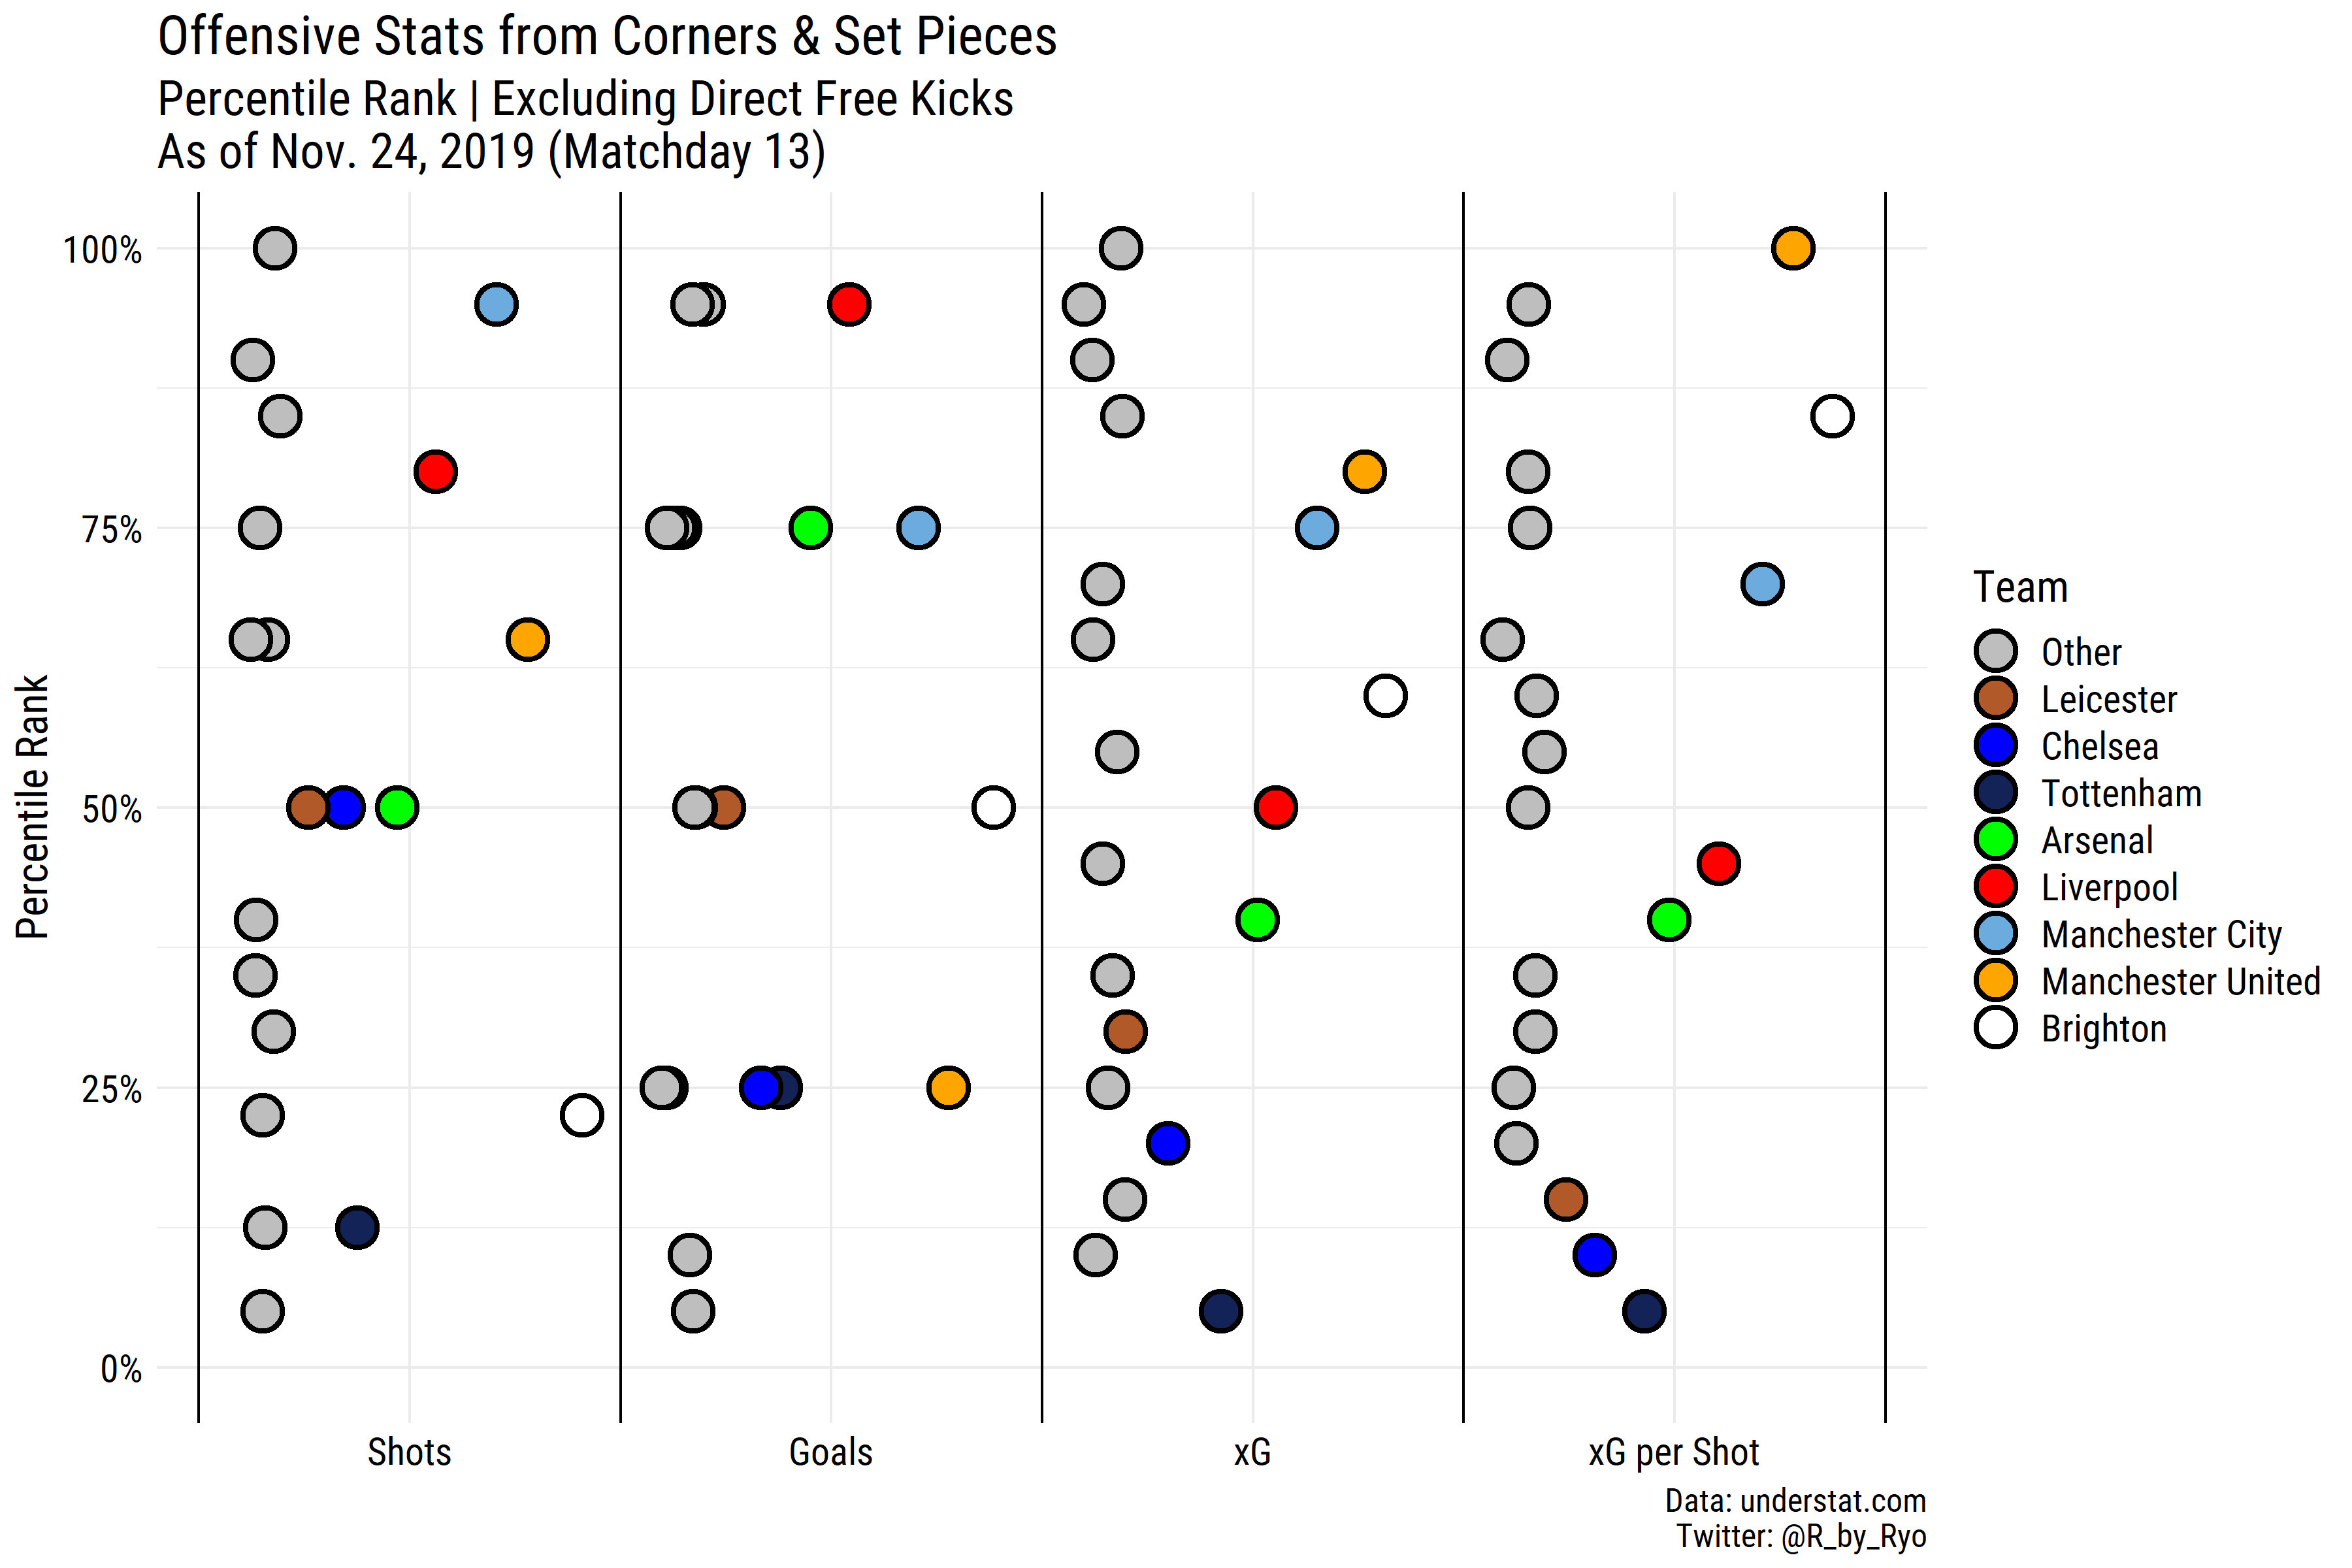 Offensive Stats from Corners & Set Pieces
Percentile Rank | Excluding Direct Free Kicks
As of Nov. 24, 2019 (Matchday 13)
Percentile Rank
100%
75%
50%
25%
0%
Shots
Goals
xG
xG per Shot
Team
Other
Leicester
Chelsea
Tottenham
Arsenal
Liverpool
Manchester City
Manchester United
Brighton
Data: understat.com
Twitter: @R_by_Ryo